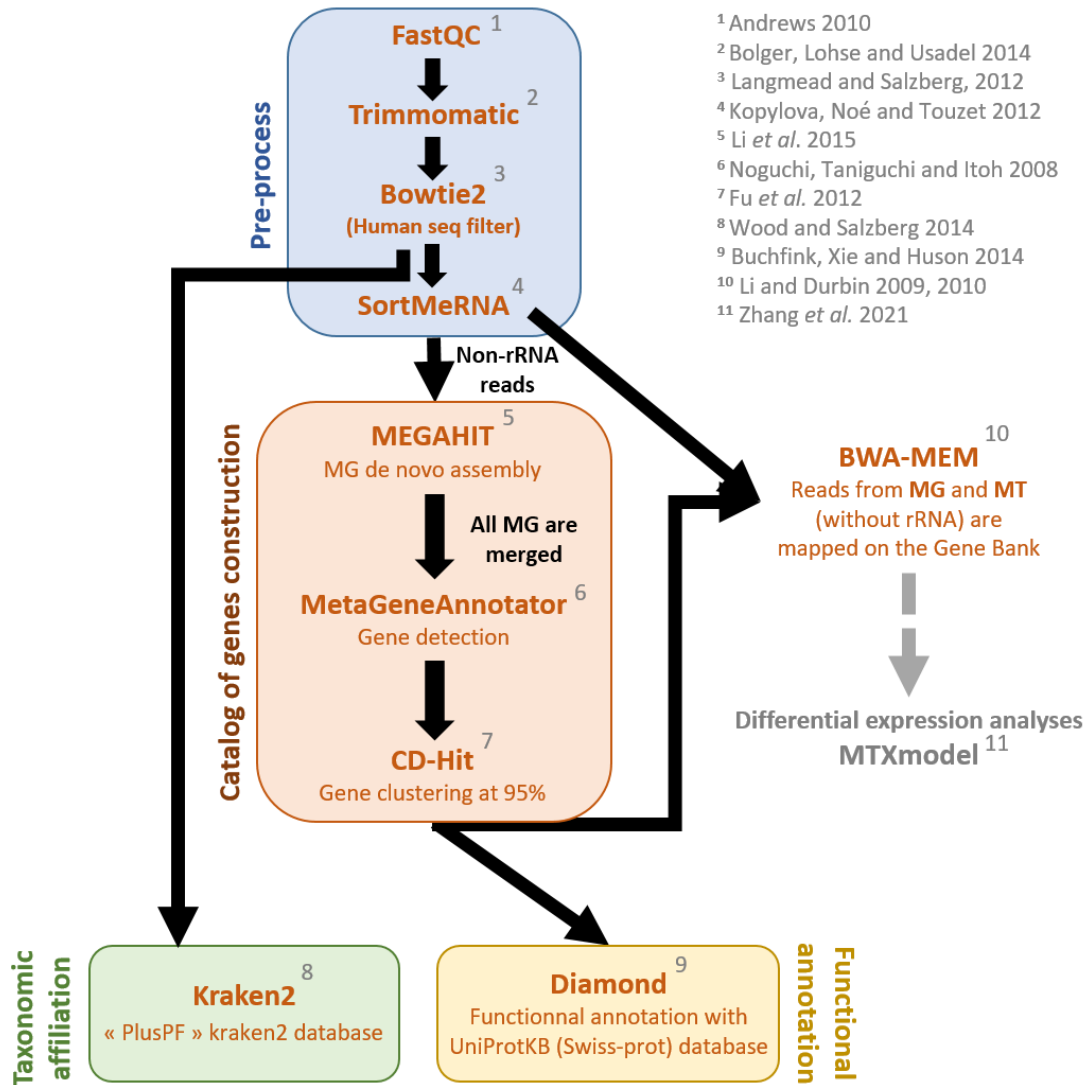 FastQC 1
Trimmomatic 2
Bowtie2 3
(Human seq filter)
SortMeRNA 4
Pre-process
Non-rRNA
reads
MEGAHIT 5
MG de novo assembly
All MG are
merged
MetaGeneAnnotator 6
Gene detection
CD-Hit 7
Gene clustering at 95%
Catalog of genes construction
BWA-MEM 10
Reads from MG and MT
(without rRNA) are
mapped on the Gene Bank
Differential expression analyses
MTXmodel 11
Taxonomic
affiliation
Kraken2 8
« PlusPF » kraken2 database
Diamond 9
Functionnal annotation with
UniProtKB (Swiss-prot) database
Functional
annotation
1 Andrews 2010
2 Bolger, Lohse and Usadel 2014
3 Langmead and Salzberg, 2012
4 Kopylova, Noé and Touzet 2012
5 Li et al. 2015
6 Noguchi, Taniguchi and Itoh 2008
7 Fu et al. 2012
8 Wood and Salzberg 2014
9 Buchfink, Xie and Huson 2014
10 Li and Durbin 2009, 2010
11 Zhang et al. 2021